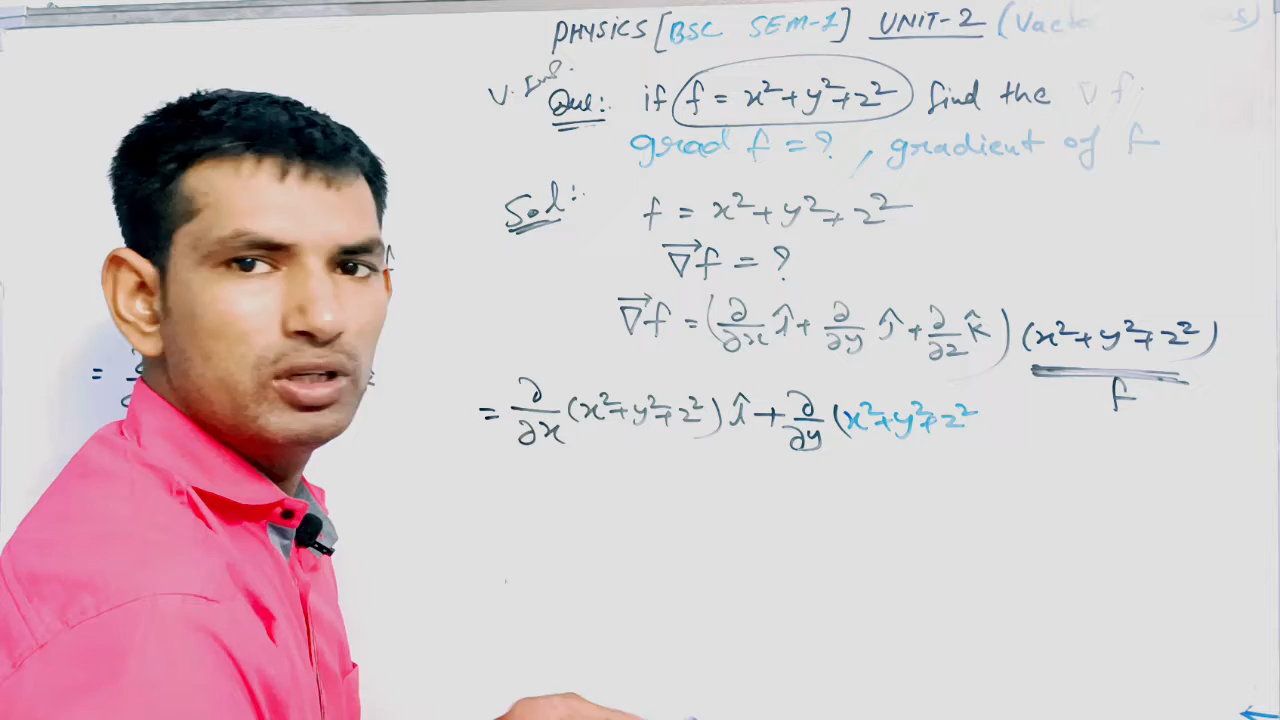 PHYSICS [BSC SEM-1] UNIT-2 (Vact
V. Imp.
Que: if f = x²+y²+z² find the ∇f.
grad f = ? , gradient of f
Sol:
f = x²+y²+z²
∇f = ?
∇f = (∂/∂x î + ∂/∂y ĵ + ∂/∂z k̂) (x²+y²+z²)
f
= ∂/∂x (x²+y²+z²) î + ∂/∂y (x²+y²+z²